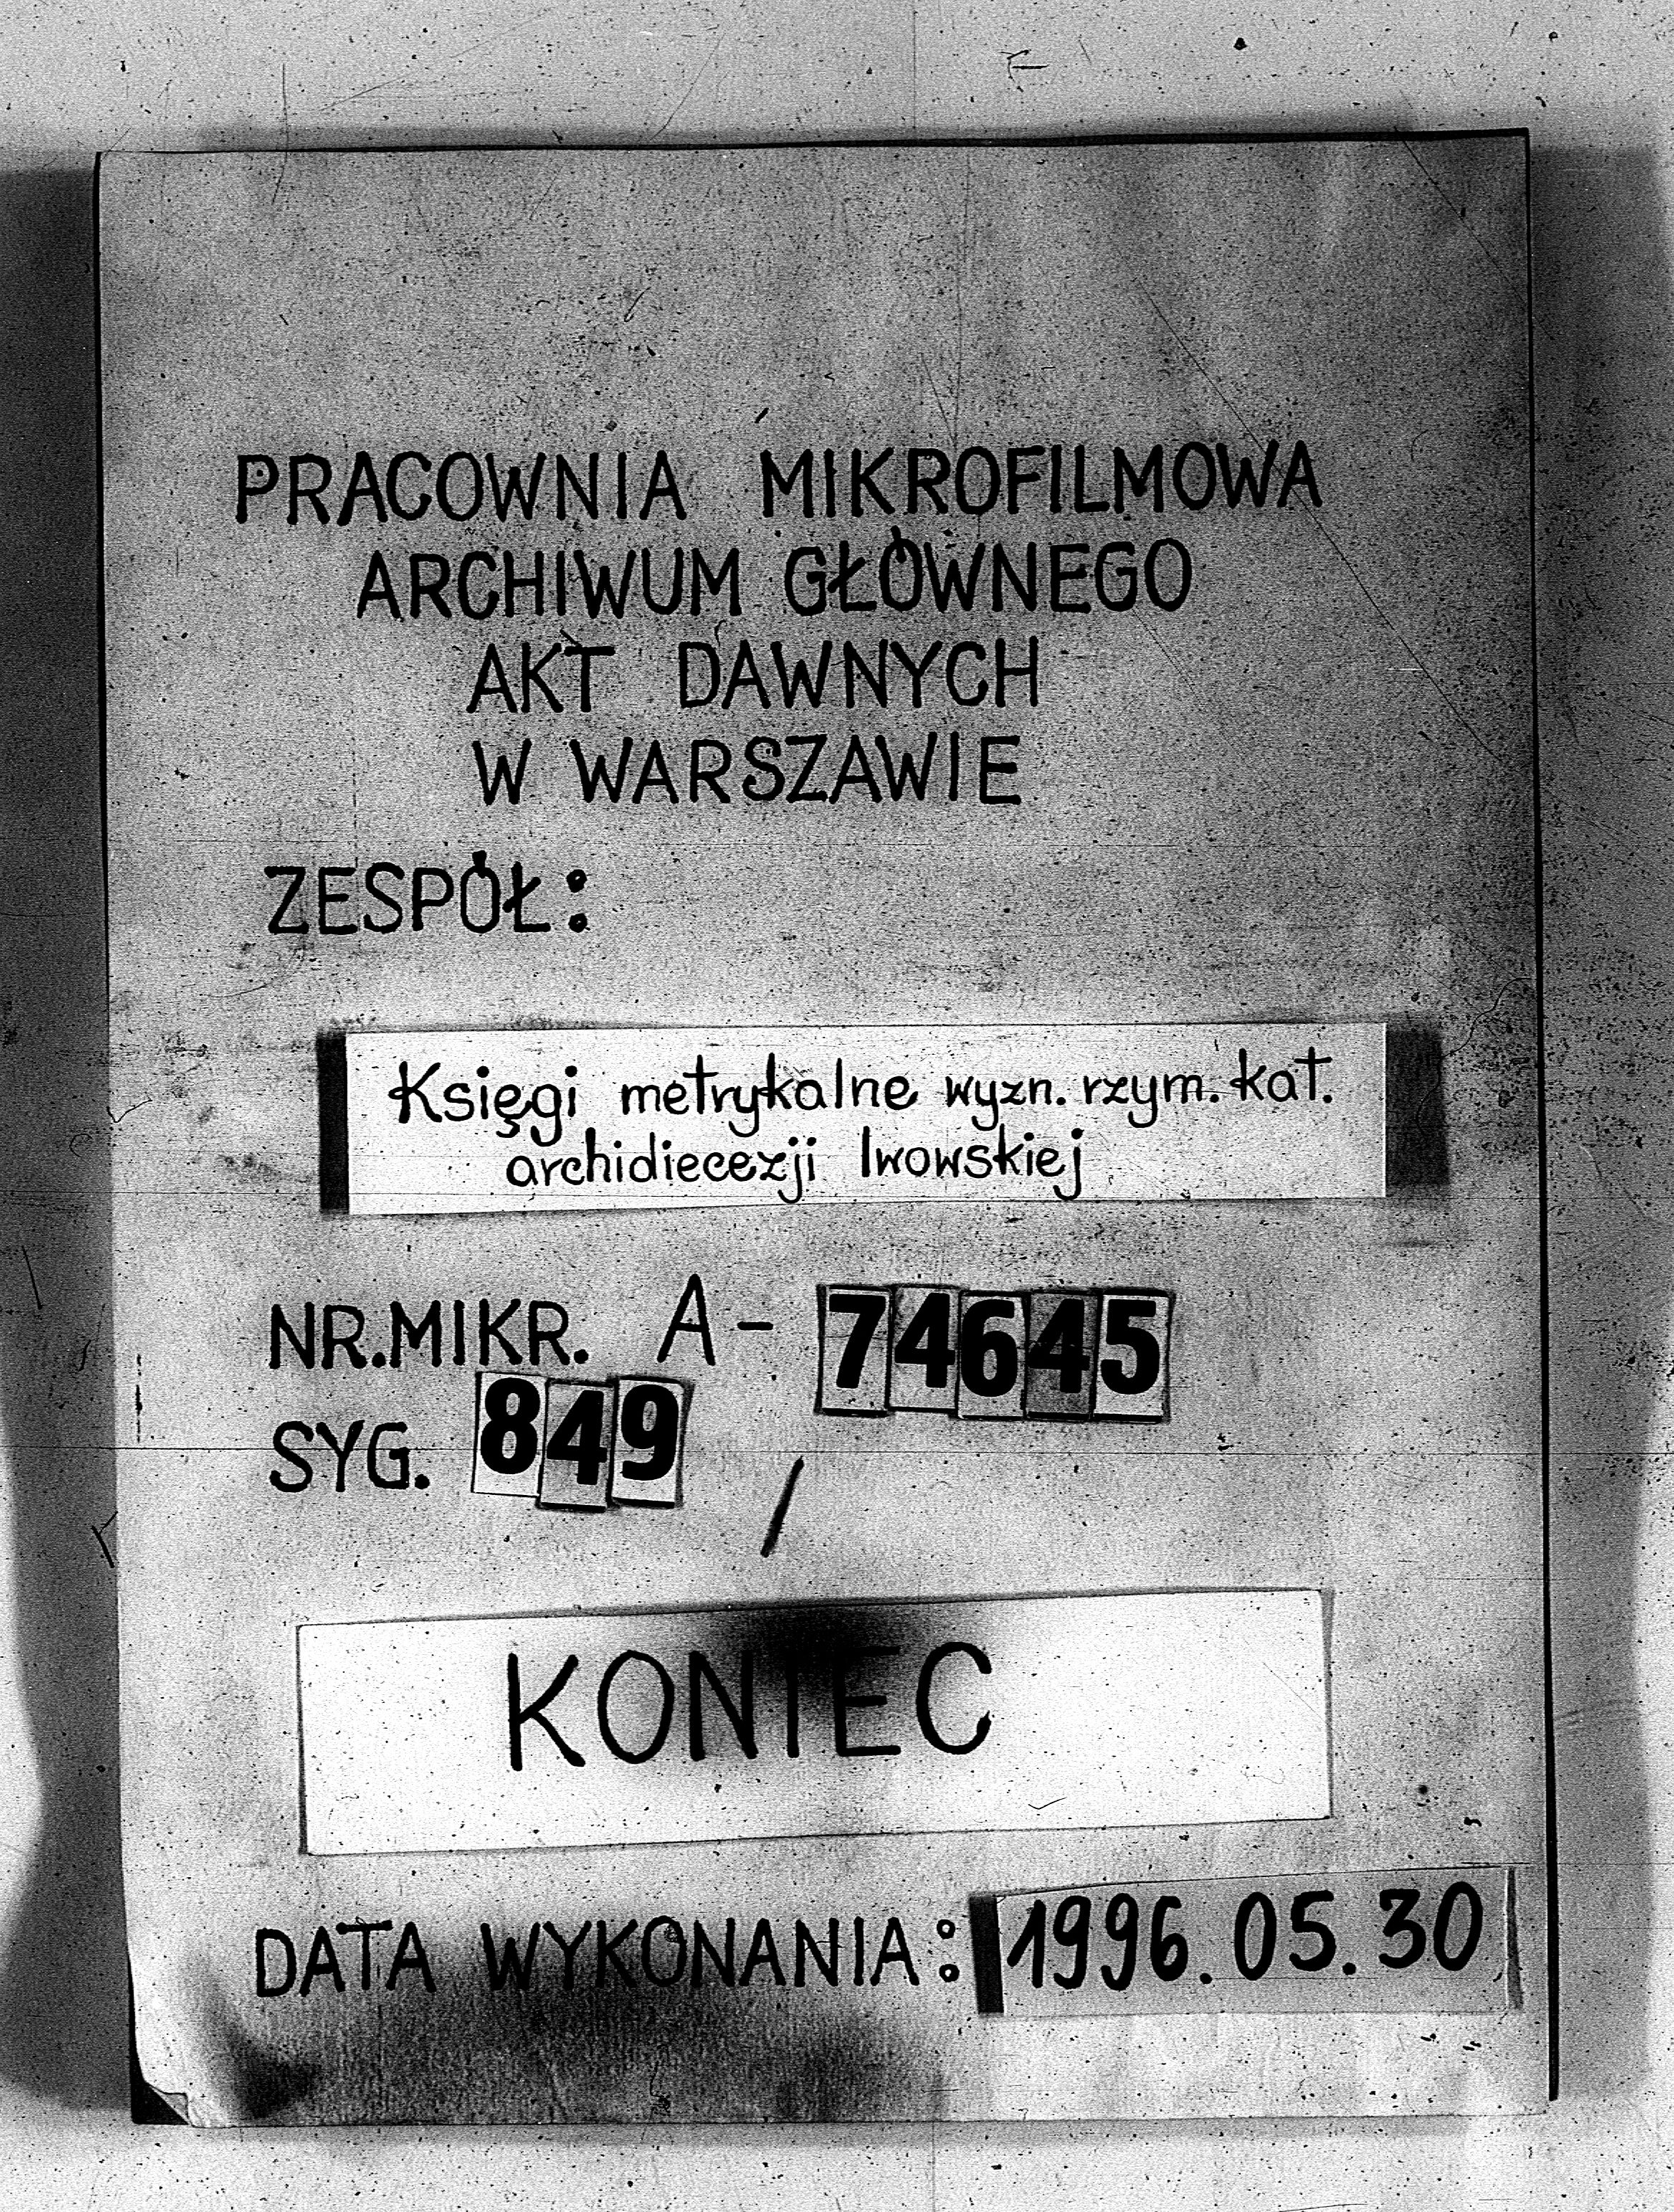 PRACOWNIA MIKROFILMOWA
ARCHIWUM GŁÓWNEGO
AKT DAWNYCH
W WARSZAWIE
ZESPÓŁ:
Księgi metrykalne wyzn. rzym. kat.
archidiecezji lwowskiej
NR. MIKR. A- 74645
SYG. 849
/
KONIEC
DATA WYKONANIA: 1996.05.30